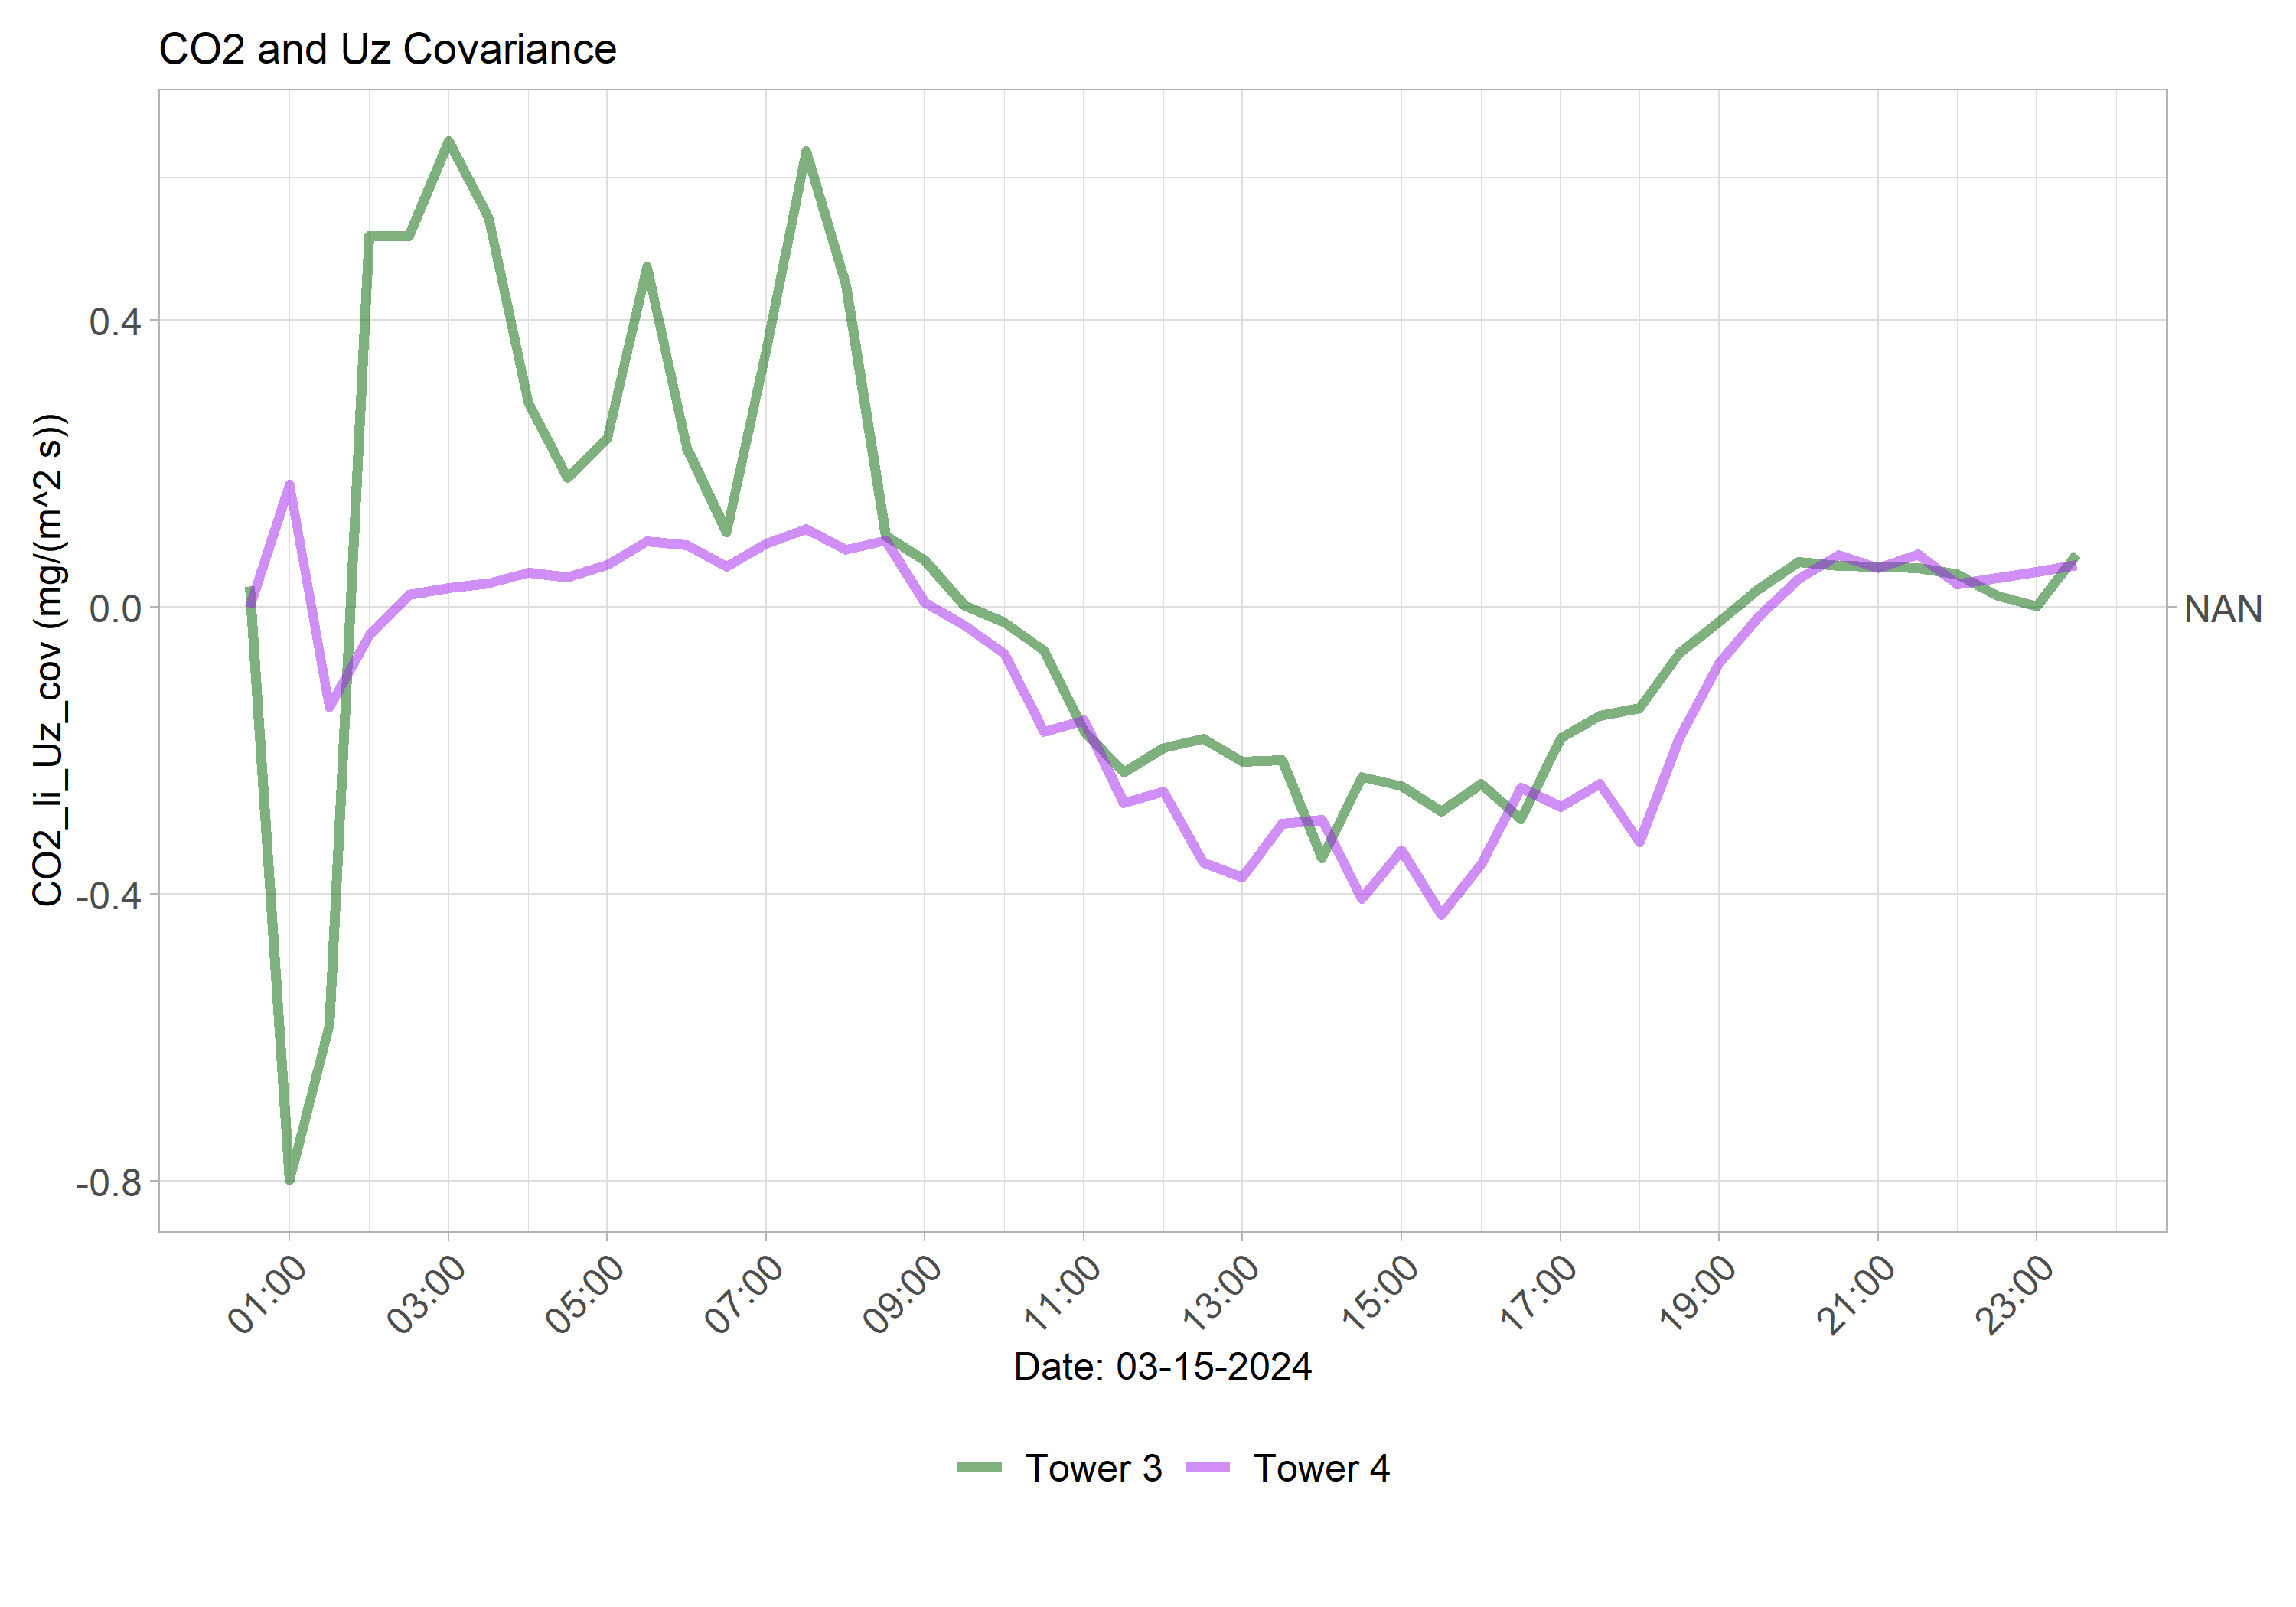 CO2 and Uz Covariance
CO2_li_Uz_cov (mg/(m^2 s))
0.4
0.0
-0.4
-0.8
NAN
01:00
03:00
05:00
07:00
09:00
11:00
13:00
15:00
17:00
19:00
21:00
23:00
Date: 03-15-2024
Tower 3
Tower 4